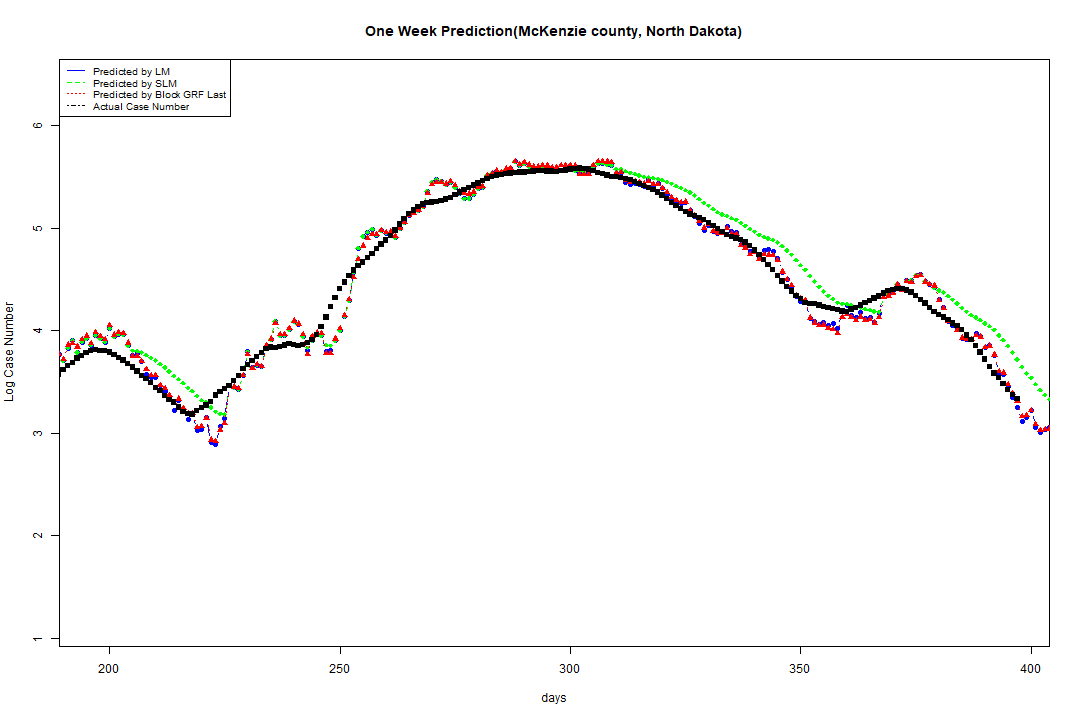 One Week Prediction(McKenzie county, North Dakota)
Predicted by LM
Predicted by SLM
Predicted by Block GRF Last
Actual Case Number
6
5
4
3
2
1
Log Case Number
200 250 300 350 400
days